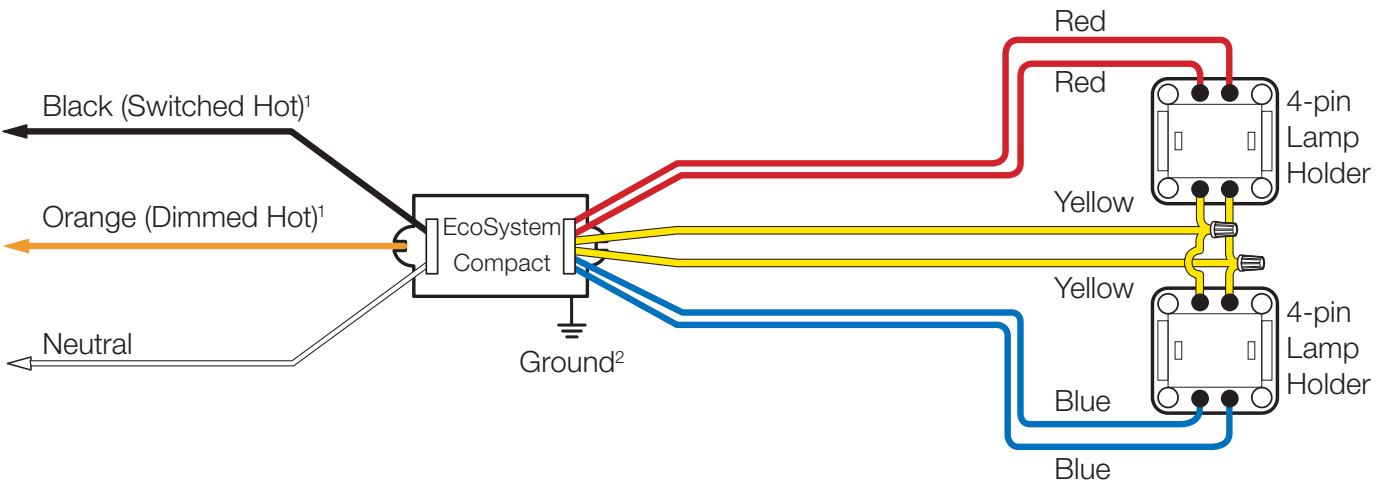 Red
Red
Black (Switched Hot)¹
4-pin
Lamp
Holder
Yellow
Orange (Dimmed Hot)¹
EcoSystem
Compact
Yellow
Neutral
Ground²
4-pin
Lamp
Holder
Blue
Blue